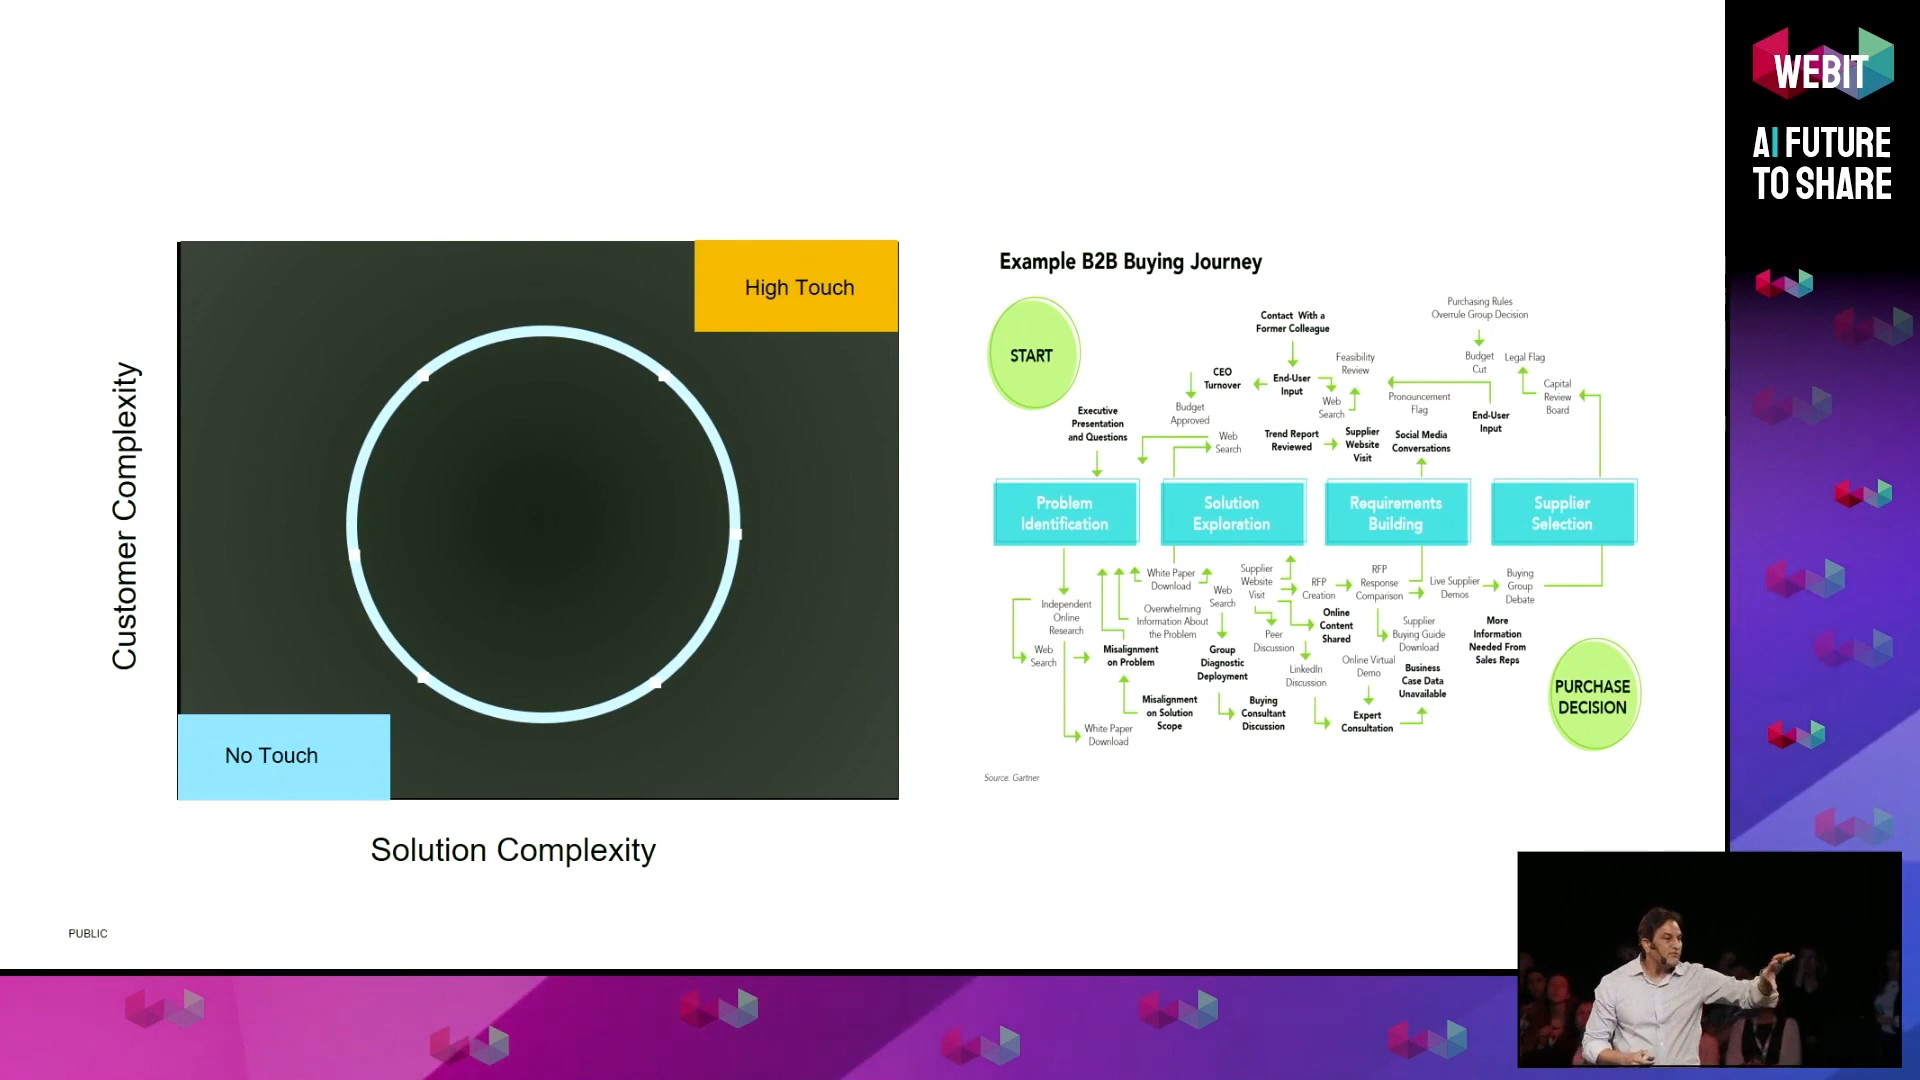 WEBIT
AI FUTURE
TO SHARE
High Touch
Customer Complexity
No Touch
Solution Complexity
PUBLIC
Example B2B Buying Journey
START
Contact With a
Former Colleague
Purchasing Rules
Overrule Group Decision
CEO
Turnover
End-User
Input
Feasibility
Review
Budget
Cut
Legal Flag
Budget
Approved
Web
Search
Pronouncement
Flag
Capital
Review
Board
Executive
Presentation
and Questions
Web
Search
Trend Report
Reviewed
Supplier
Website
Visit
Social Media
Conversations
End-User
Input
Problem
Identification
Solution
Exploration
Requirements
Building
Supplier
Selection
Independent
Online
Research
White Paper
Download
Web
Search
Supplier
Website
Visit
RFP
Creation
RFP
Response
Comparison
Live Supplier
Demos
Buying
Group
Debate
Overwhelming
Information About
the Problem
Online
Content
Shared
Supplier
Buying Guide
Download
More
Information
Needed From
Sales Reps
Web
Search
Misalignment
on Problem
Group
Diagnostic
Deployment
Peer
Discussion
LinkedIn
Discussion
Online Virtual
Demo
Business
Case Data
Unavailable
White Paper
Download
Misalignment
on Solution
Scope
Buying
Consultant
Discussion
Expert
Consultation
PURCHASE
DECISION
Source: Gartner